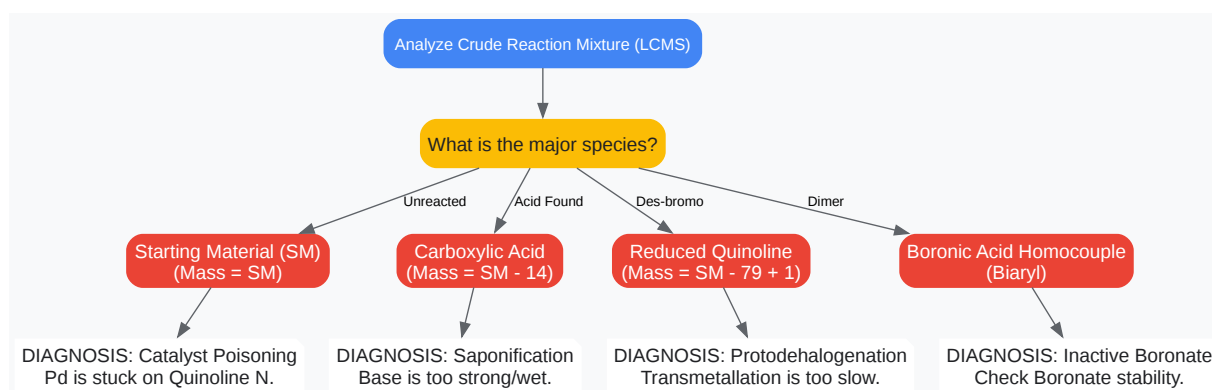 Analyze Crude Reaction Mixture (LCMS)
What is the major species?
Unreacted
Acid Found
Des-bromo
Dimer
Starting Material (SM)
(Mass = SM)
Carboxylic Acid
(Mass = SM - 14)
Reduced Quinoline
(Mass = SM - 79 + 1)
Boronic Acid Homocouple
(Biaryl)
DIAGNOSIS: Catalyst Poisoning
Pd is stuck on Quinoline N.
DIAGNOSIS: Saponification
Base is too strong/wet.
DIAGNOSIS: Protodehalogenation
Transmetallation is too slow.
DIAGNOSIS: Inactive Boronate
Check Boronate stability.